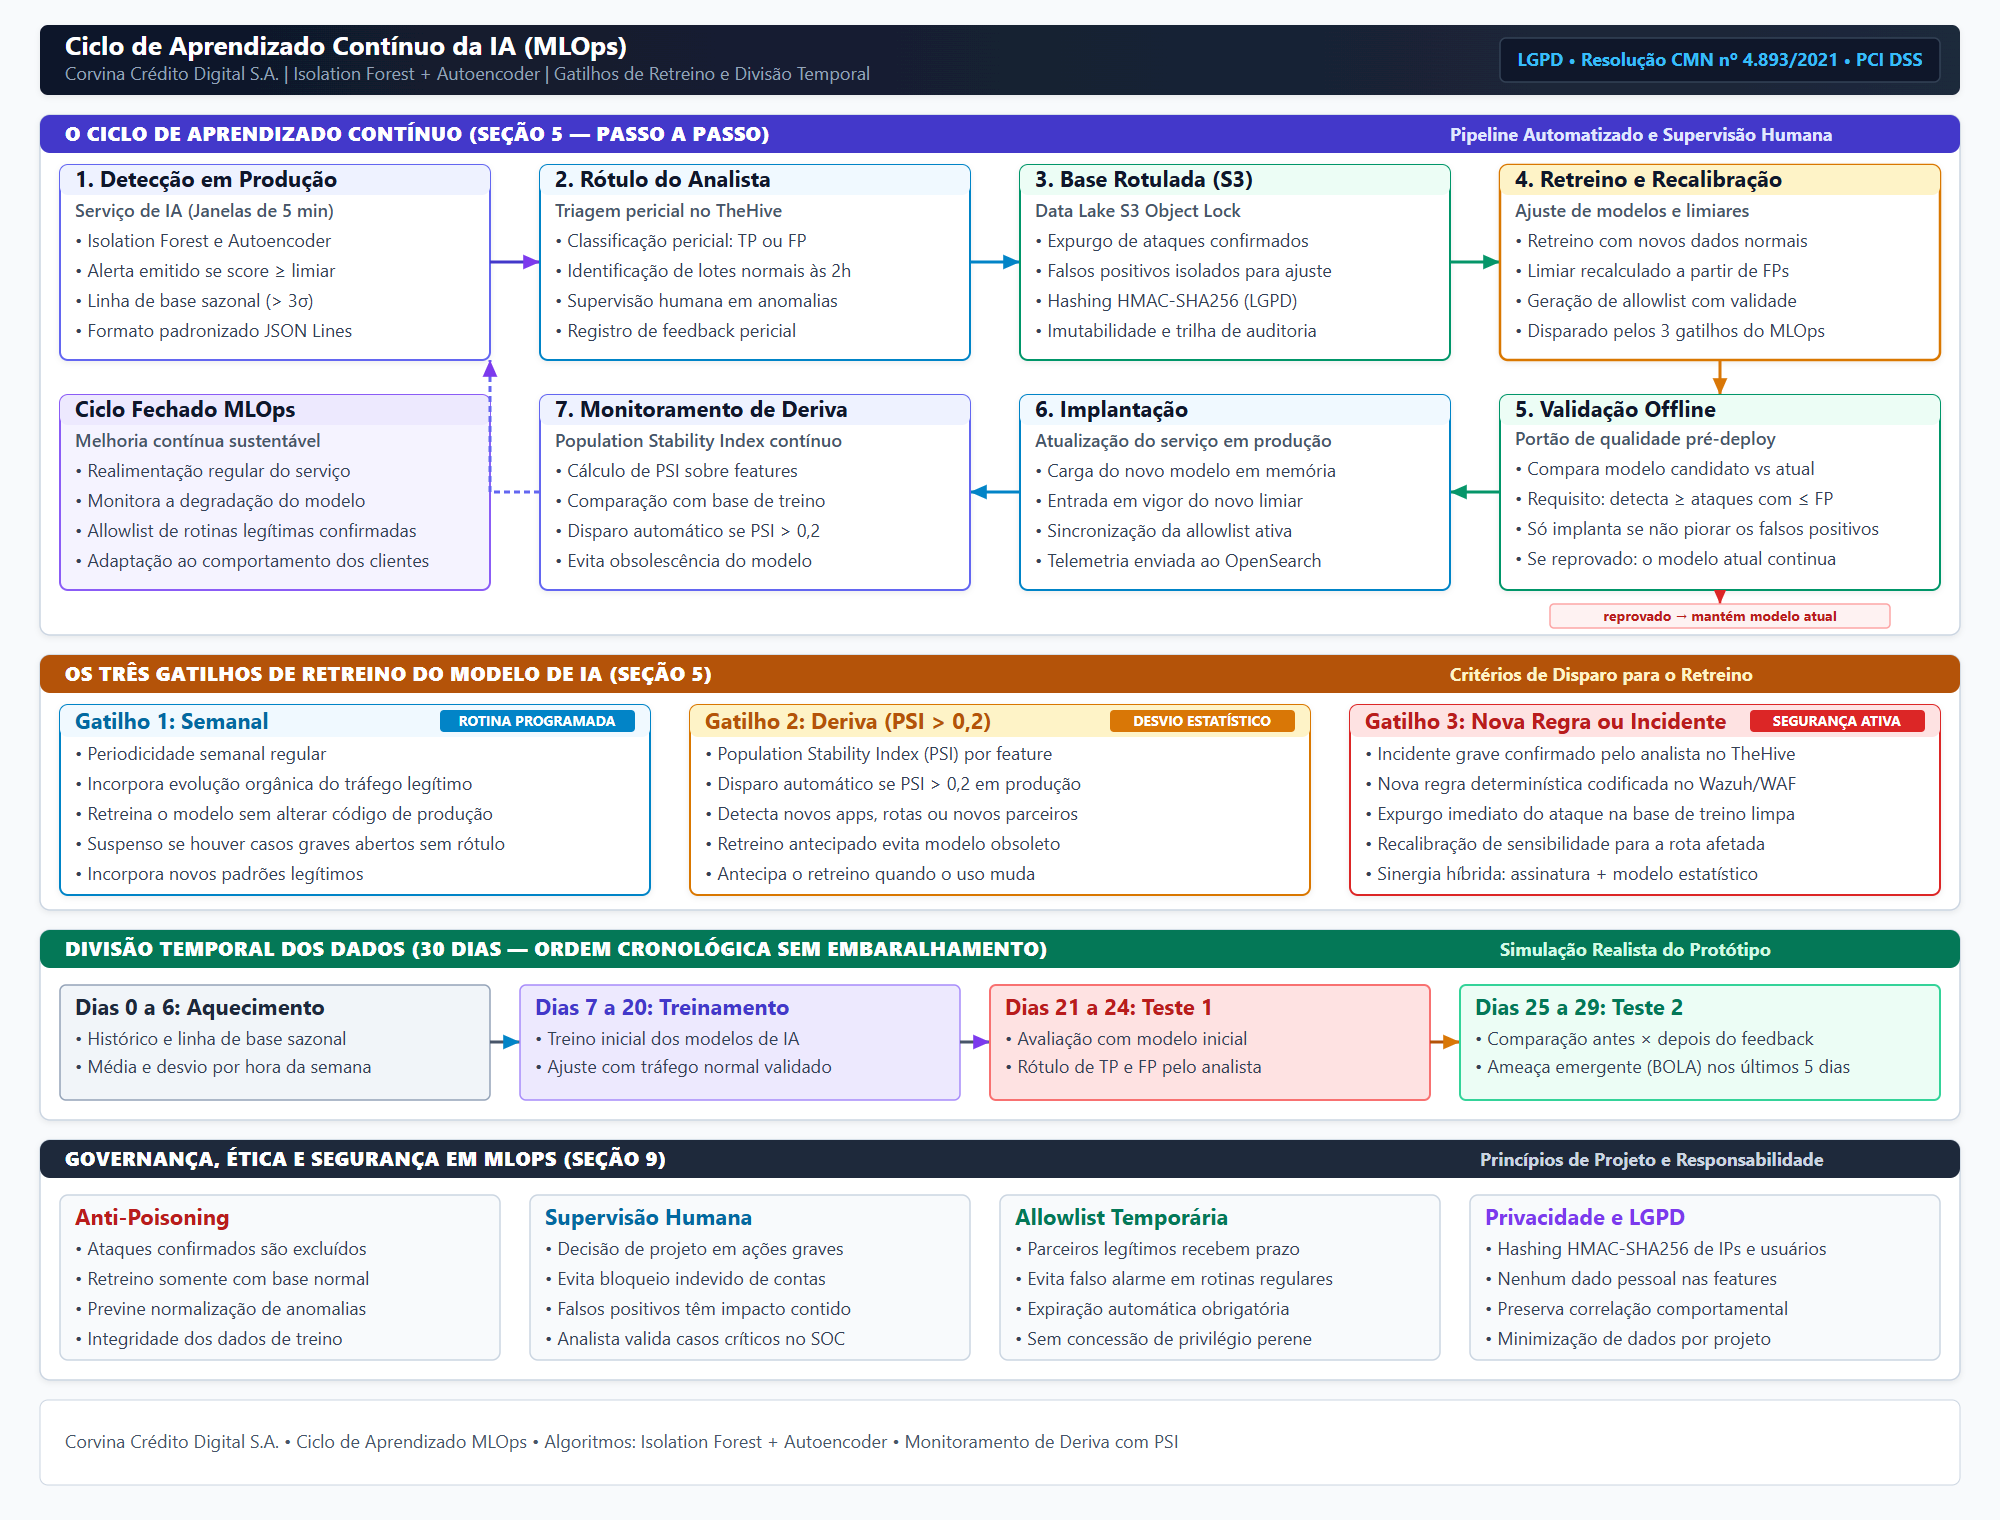 Ciclo de Aprendizado Contínuo da IA (MLOps)
Corvina Crédito Digital S.A. | Isolation Forest + Autoencoder | Gatilhos de Retreino e Divisão Temporal
LGPD • Resolução CMN nº 4.893/2021 • PCI DSS
O CICLO DE APRENDIZADO CONTÍNUO (SEÇÃO 5 — PASSO A PASSO)
Pipeline Automatizado e Supervisão Humana
1. Detecção em Produção
Serviço de IA (Janelas de 5 min)
• Isolation Forest e Autoencoder
• Alerta emitido se score ≥ limiar
• Linha de base sazonal (> 3σ)
• Formato padronizado JSON Lines
2. Rótulo do Analista
Triagem pericial no TheHive
• Classificação pericial: TP ou FP
• Identificação de lotes normais às 2h
• Supervisão humana em anomalias
• Registro de feedback pericial
3. Base Rotulada (S3)
Data Lake S3 Object Lock
• Expurgo de ataques confirmados
• Falsos positivos isolados para ajuste
• Hashing HMAC-SHA256 (LGPD)
• Imutabilidade e trilha de auditoria
4. Retreino e Recalibração
Ajuste de modelos e limiares
• Retreino com novos dados normais
• Limiar recalculado a partir de FPs
• Geração de allowlist com validade
• Disparado pelos 3 gatilhos do MLOps
Ciclo Fechado MLOps
Melhoria contínua sustentável
• Realimentação regular do serviço
• Monitora a degradação do modelo
• Allowlist de rotinas legítimas confirmadas
• Adaptação ao comportamento dos clientes
7. Monitoramento de Deriva
Population Stability Index contínuo
• Cálculo de PSI sobre features
• Comparação com base de treino
• Disparo automático se PSI > 0,2
• Evita obsolescência do modelo
6. Implantação
Atualização do serviço em produção
• Carga do novo modelo em memória
• Entrada em vigor do novo limiar
• Sincronização da allowlist ativa
• Telemetria enviada ao OpenSearch
5. Validação Offline
Portão de qualidade pré-deploy
• Compara modelo candidato vs atual
• Requisito: detecta ≥ ataques com ≤ FP
• Só implanta se não piorar os falsos positivos
• Se reprovado: o modelo atual continua
reprovado → mantém modelo atual
OS TRÊS GATILHOS DE RETREINO DO MODELO DE IA (SEÇÃO 5)
Critérios de Disparo para o Retreino
Gatilho 1: Semanal
ROTINA PROGRAMADA
• Periodicidade semanal regular
• Incorpora evolução orgânica do tráfego legítimo
• Retreina o modelo sem alterar código de produção
• Suspenso se houver casos graves abertos sem rótulo
• Incorpora novos padrões legítimos
Gatilho 2: Deriva (PSI > 0,2)
DESVIO ESTATÍSTICO
• Population Stability Index (PSI) por feature
• Disparo automático se PSI > 0,2 em produção
• Detecta novos apps, rotas ou novos parceiros
• Retreino antecipado evita modelo obsoleto
• Antecipa o retreino quando o uso muda
Gatilho 3: Nova Regra ou Incidente
SEGURANÇA ATIVA
• Incidente grave confirmado pelo analista no TheHive
• Nova regra determinística codificada no Wazuh/WAF
• Expurgo imediato do ataque na base de treino limpa
• Recalibração de sensibilidade para a rota afetada
• Sinergia híbrida: assinatura + modelo estatístico
DIVISÃO TEMPORAL DOS DADOS (30 DIAS — ORDEM CRONOLÓGICA SEM EMBARALHAMENTO)
Simulação Realista do Protótipo
Dias 0 a 6: Aquecimento
• Histórico e linha de base sazonal
• Média e desvio por hora da semana
Dias 7 a 20: Treinamento
• Treino inicial dos modelos de IA
• Ajuste com tráfego normal validado
Dias 21 a 24: Teste 1
• Avaliação com modelo inicial
• Rótulo de TP e FP pelo analista
Dias 25 a 29: Teste 2
• Comparação antes × depois do feedback
• Ameaça emergente (BOLA) nos últimos 5 dias
GOVERNANÇA, ÉTICA E SEGURANÇA EM MLOPS (SEÇÃO 9)
Princípios de Projeto e Responsabilidade
Anti-Poisoning
• Ataques confirmados são excluídos
• Retreino somente com base normal
• Previne normalização de anomalias
• Integridade dos dados de treino
Supervisão Humana
• Decisão de projeto em ações graves
• Evita bloqueio indevido de contas
• Falsos positivos têm impacto contido
• Analista valida casos críticos no SOC
Allowlist Temporária
• Parceiros legítimos recebem prazo
• Evita falso alarme em rotinas regulares
• Expiração automática obrigatória
• Sem concessão de privilégio perene
Privacidade e LGPD
• Hashing HMAC-SHA256 de IPs e usuários
• Nenhum dado pessoal nas features
• Preserva correlação comportamental
• Minimização de dados por projeto
Corvina Crédito Digital S.A. • Ciclo de Aprendizado MLOps • Algoritmos: Isolation Forest + Autoencoder • Monitoramento de Deriva com PSI